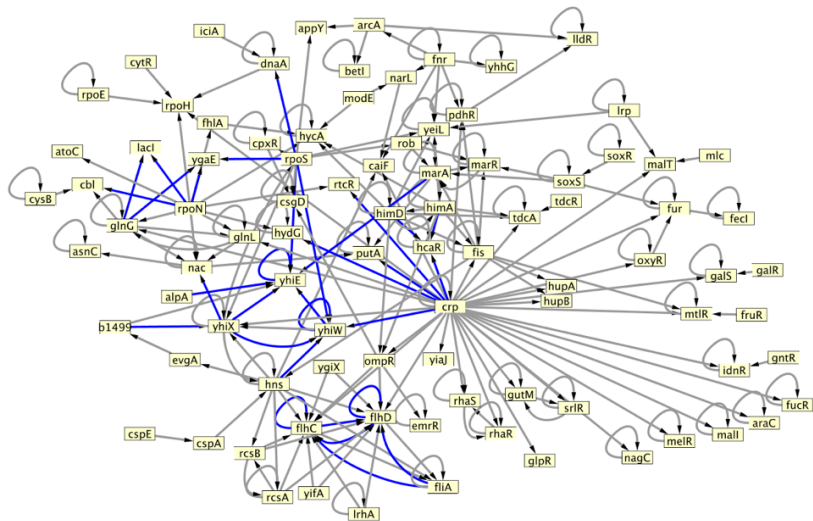 iciA
appY
arcA
lldR
cytR
dnaA
betI
fnr
yhhG
rpoE
rpoH
modE
narL
pdhR
lrp
fhlA
hycA
yeiL
atoC
lacI
cpxR
rob
soxR
malT
mlc
ygaE
rpoS
caiF
marA
marR
soxS
cysB
cbl
rtcR
tdcR
rpoN
csgD
himD
himA
tdcA
fur
fecI
glnG
hydG
glnL
hcaR
asnC
putA
fis
oxyR
nac
galS
galR
yhiE
hupA
alpA
hupB
crp
mtlR
fruR
b1499
yhiX
yhiW
evgA
ompR
yiaJ
idnR
gntR
ygiX
hns
rhaS
gutM
fucR
flhD
srlR
araC
cspE
flhC
emrR
rhaR
malI
cspA
melR
rcsB
glpR
nagC
fliA
rcsA
yifA
lrhA